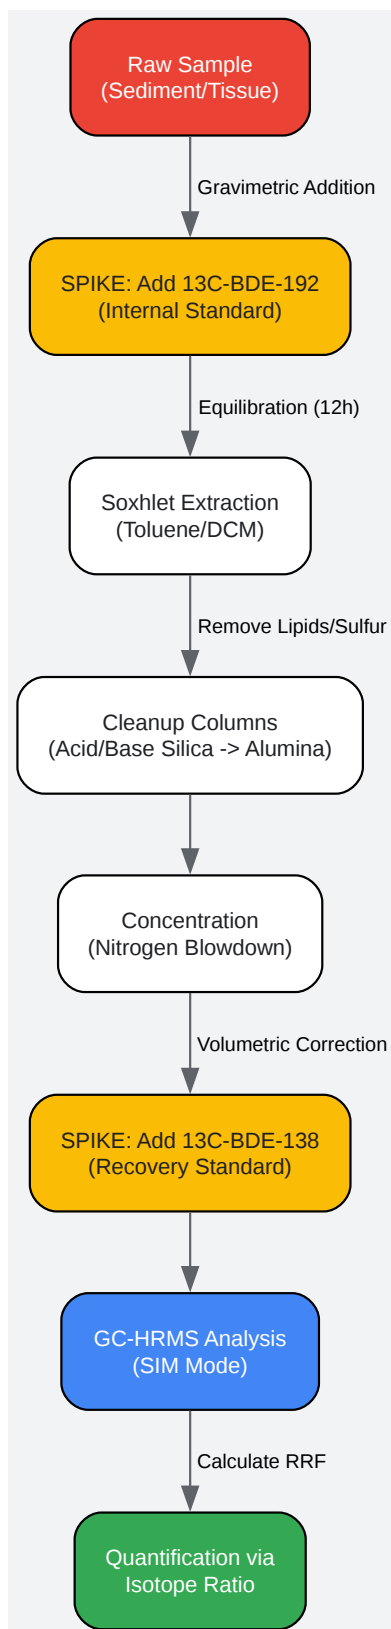 Raw Sample
(Sediment/Tissue)
Gravimetric Addition
SPIKE: Add 13C-BDE-192
(Internal Standard)
Equilibration (12h)
Soxhlet Extraction
(Toluene/DCM)
Remove Lipids/Sulfur
Cleanup Columns
(Acid/Base Silica -> Alumina)
Concentration
(Nitrogen Blowdown)
Volumetric Correction
SPIKE: Add 13C-BDE-138
(Recovery Standard)
GC-HRMS Analysis
(SIM Mode)
Calculate RRF
Quantification via
Isotope Ratio